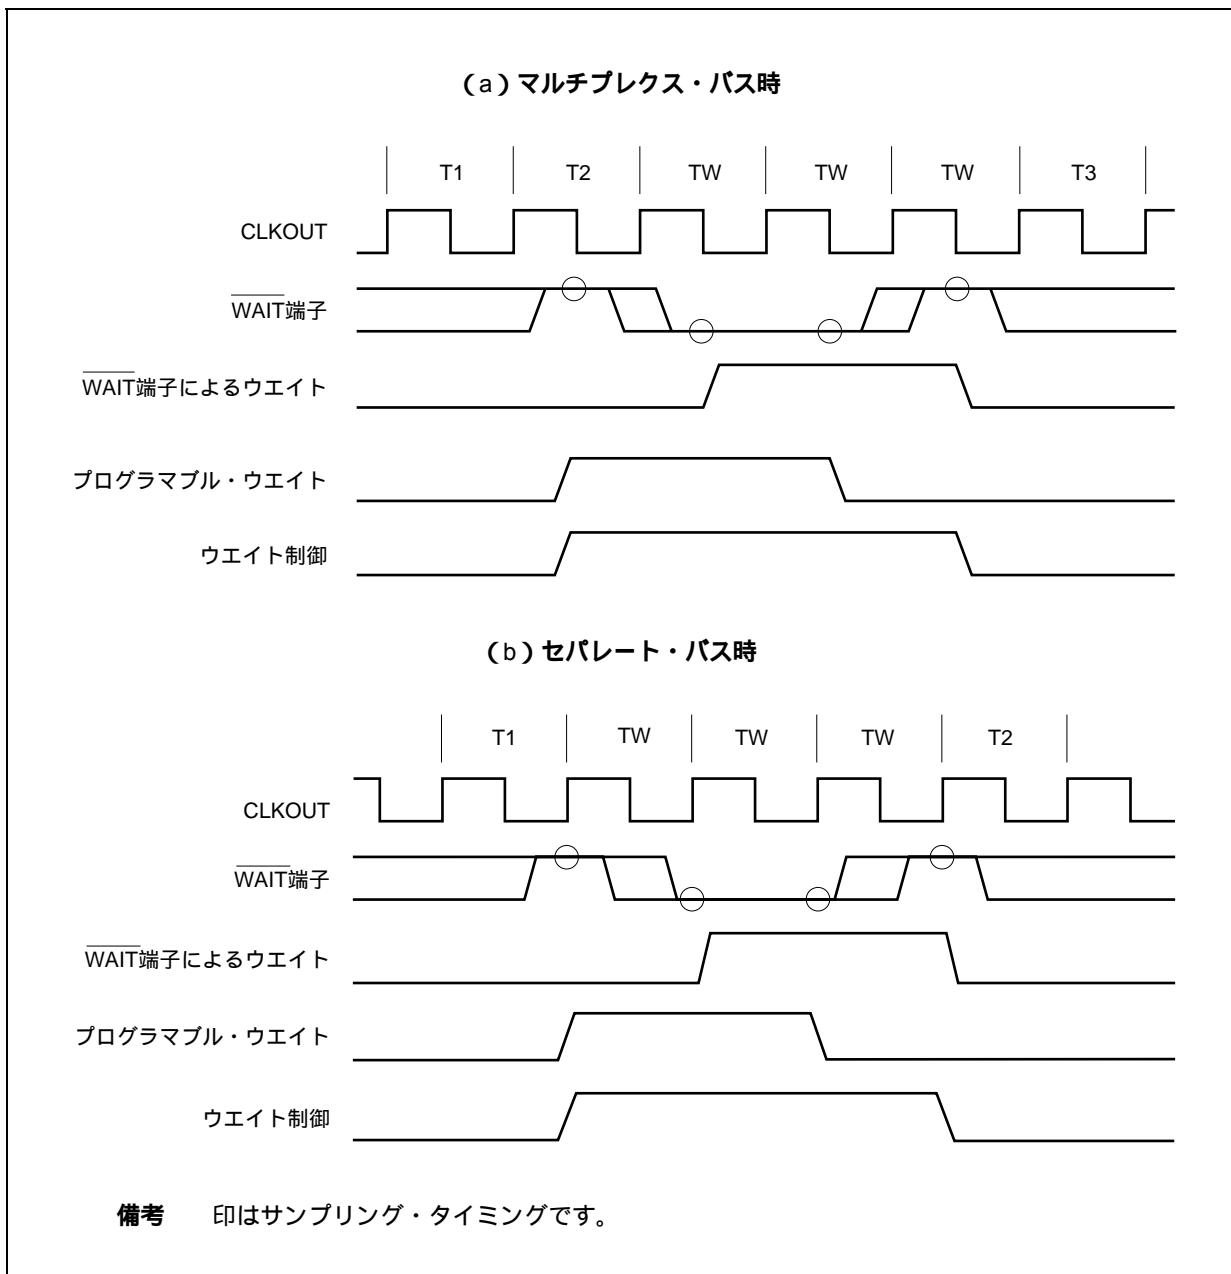 （a）マルチプレクス・バス時
T1 T2 TW TW TW T3
CLKOUT
WAIT端子
WAIT端子によるウエイト
プログラマブル・ウエイト
ウエイト制御
（b）セパレート・バス時
T1 TW TW TW T2
CLKOUT
WAIT端子
WAIT端子によるウエイト
プログラマブル・ウエイト
ウエイト制御
備考 印はサンプリング・タイミングです。